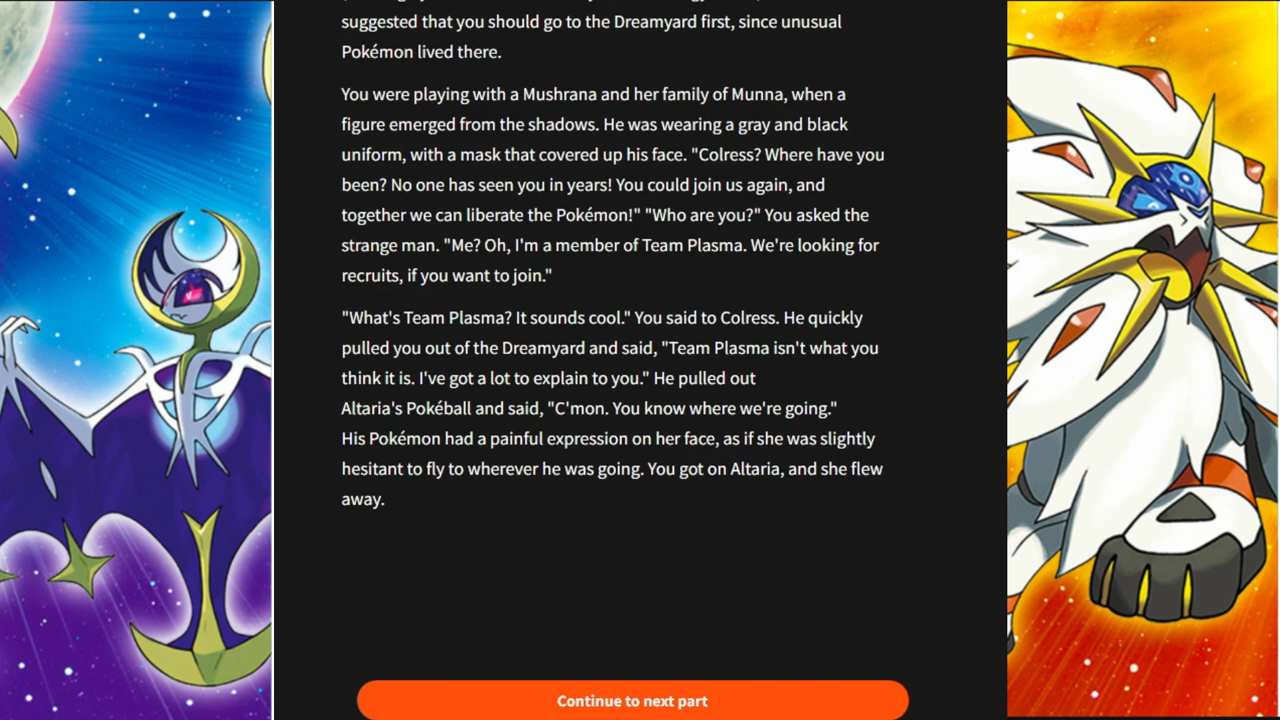 suggested that you should go to the Dreamyard first, since unusual
Pokémon lived there.
You were playing with a Mushrana and her family of Munna, when a
figure emerged from the shadows. He was wearing a gray and black
uniform, with a mask that covered up his face. "Colress? Where have you
been? No one has seen you in years! You could join us again, and
together we can liberate the Pokémon!" "Who are you?" You asked the
strange man. "Me? Oh, I'm a member of Team Plasma. We're looking for
recruits, if you want to join."
"What's Team Plasma? It sounds cool." You said to Colress. He quickly
pulled you out of the Dreamyard and said, "Team Plasma isn't what you
think it is. I've got a lot to explain to you." He pulled out
Altaria's Pokéball and said, "C'mon. You know where we're going."
His Pokémon had a painful expression on her face, as if she was slightly
hesitant to fly to wherever he was going. You got on Altaria, and she flew
away.
Continue to next part